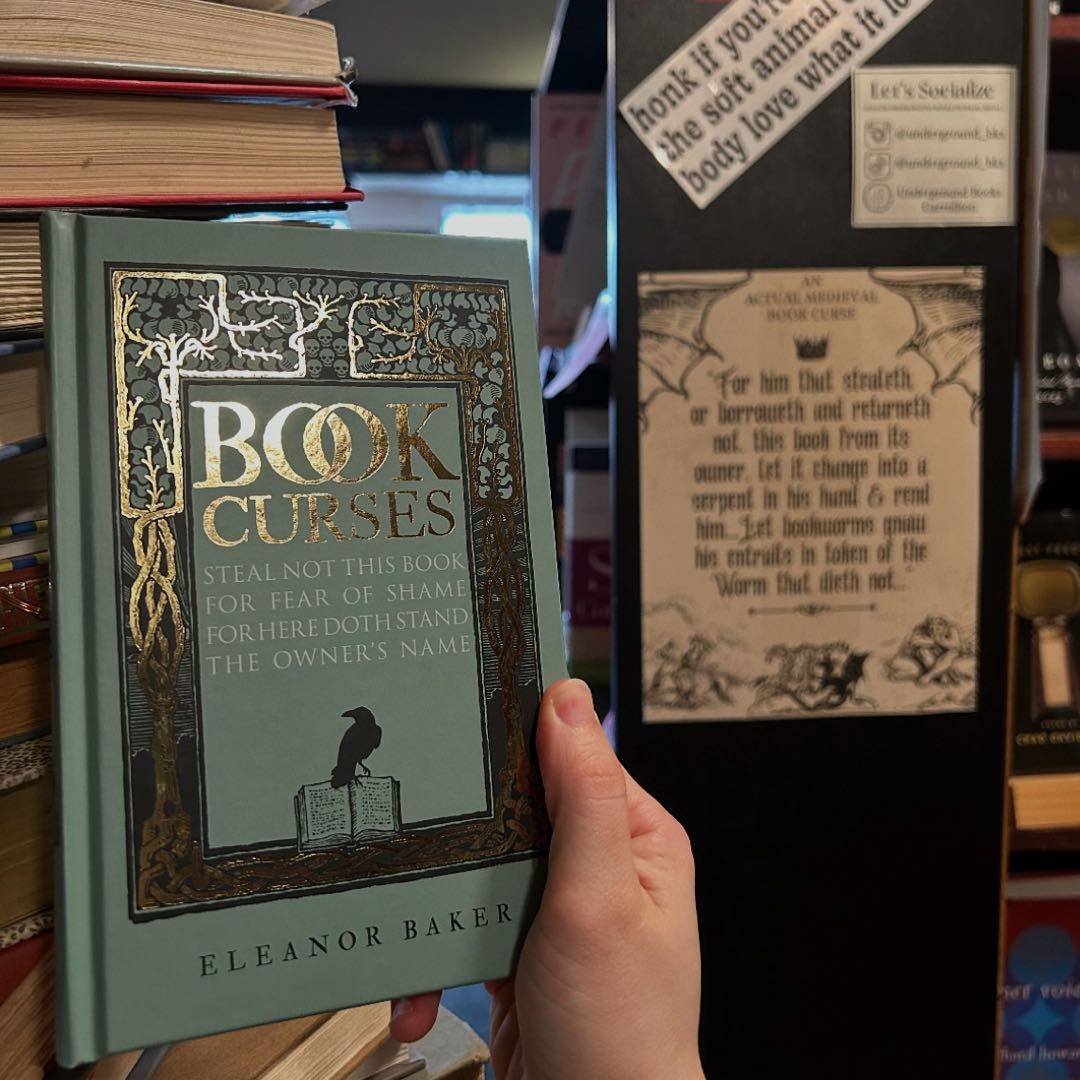 BOOK
CURSES
STEAL NOT THIS BOOK
FOR FEAR OF SHAME
FOR HERE DOTH STAND
THE OWNER'S NAME
ELEANOR BAKER
honk if you're
the soft animal
body love what it lo
Let's Socialize
@underground_bks
@underground_bks
Underground Books
Carrollton
AN
ACTUAL MEDIEVAL
BOOK CURSE
"For him that stealeth
or borroweth and returneth
not, this book from its
owner, let it change into a
serpent in his hand & rend
him...Let bookworms gnaw
his entrails in token of the
Worm that dieth not..."